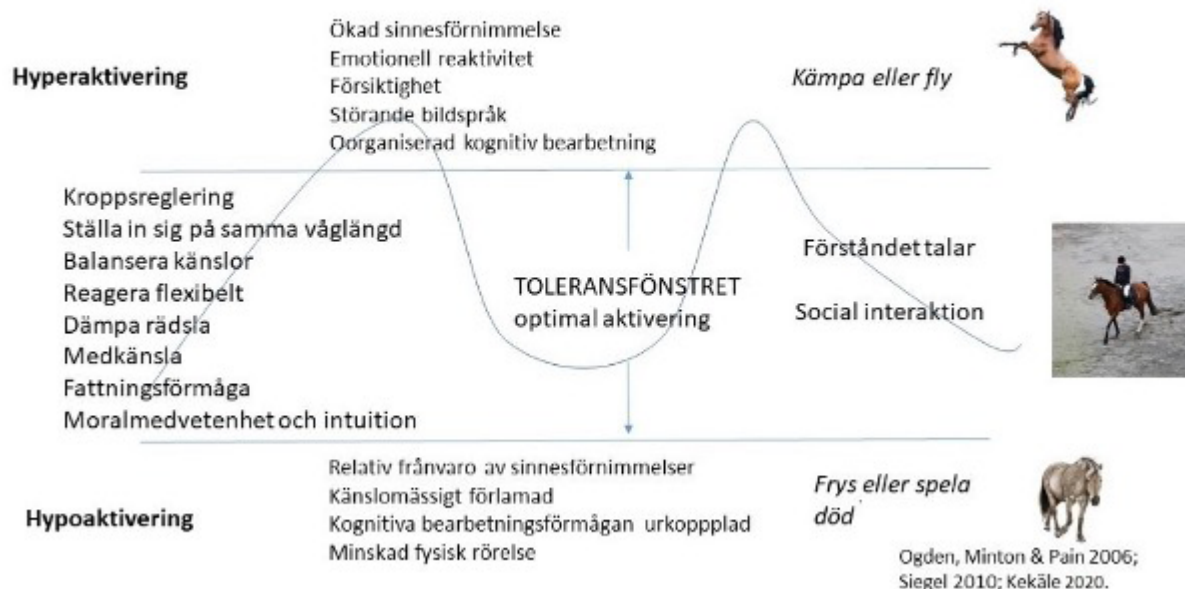 Hyperaktivering
Ökad sinnesförnimmelse
Emotionell reaktivitet
Försiktighet
Störande bildspråk
Oorganiserad kognitiv bearbetning
Kämpa eller fly
Kroppsreglering
Ställa in sig på samma våglängd
Balansera känslor
Reagera flexibelt
Dämpa rädsla
Medkänsla
Fattningsförmåga
Moralmedvetenhet och intuition
TOLERANSFÖNSTRET
optimal aktivering
Förståndet talar
Social interaktion
Hypoaktivering
Relativ frånvaro av sinnesförnimmelser
Känslomässigt förlamad
Kognitiva bearbetningsförmågan urkoppplad
Minskad fysisk rörelse
Frys eller spela
död
Ogden, Minton & Pain 2006;
Siegel 2010; Kekäle 2020.